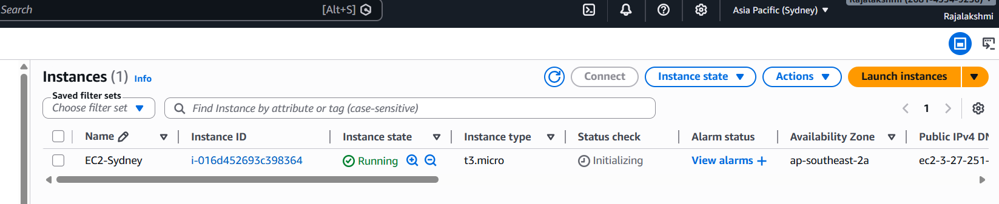 Search [Alt+S] Asia Pacific (Sydney)
Rajalakshmi
Instances (1) Info Connect Instance state Actions Launch instances
Saved filter sets
Choose filter set Find Instance by attribute or tag (case-sensitive) 1
Name Instance ID Instance state Instance type Status check Alarm status Availability Zone Public IPv4 DN
EC2-Sydney i-016d452693c398364 Running t3.micro Initializing View alarms + ap-southeast-2a ec2-3-27-251-